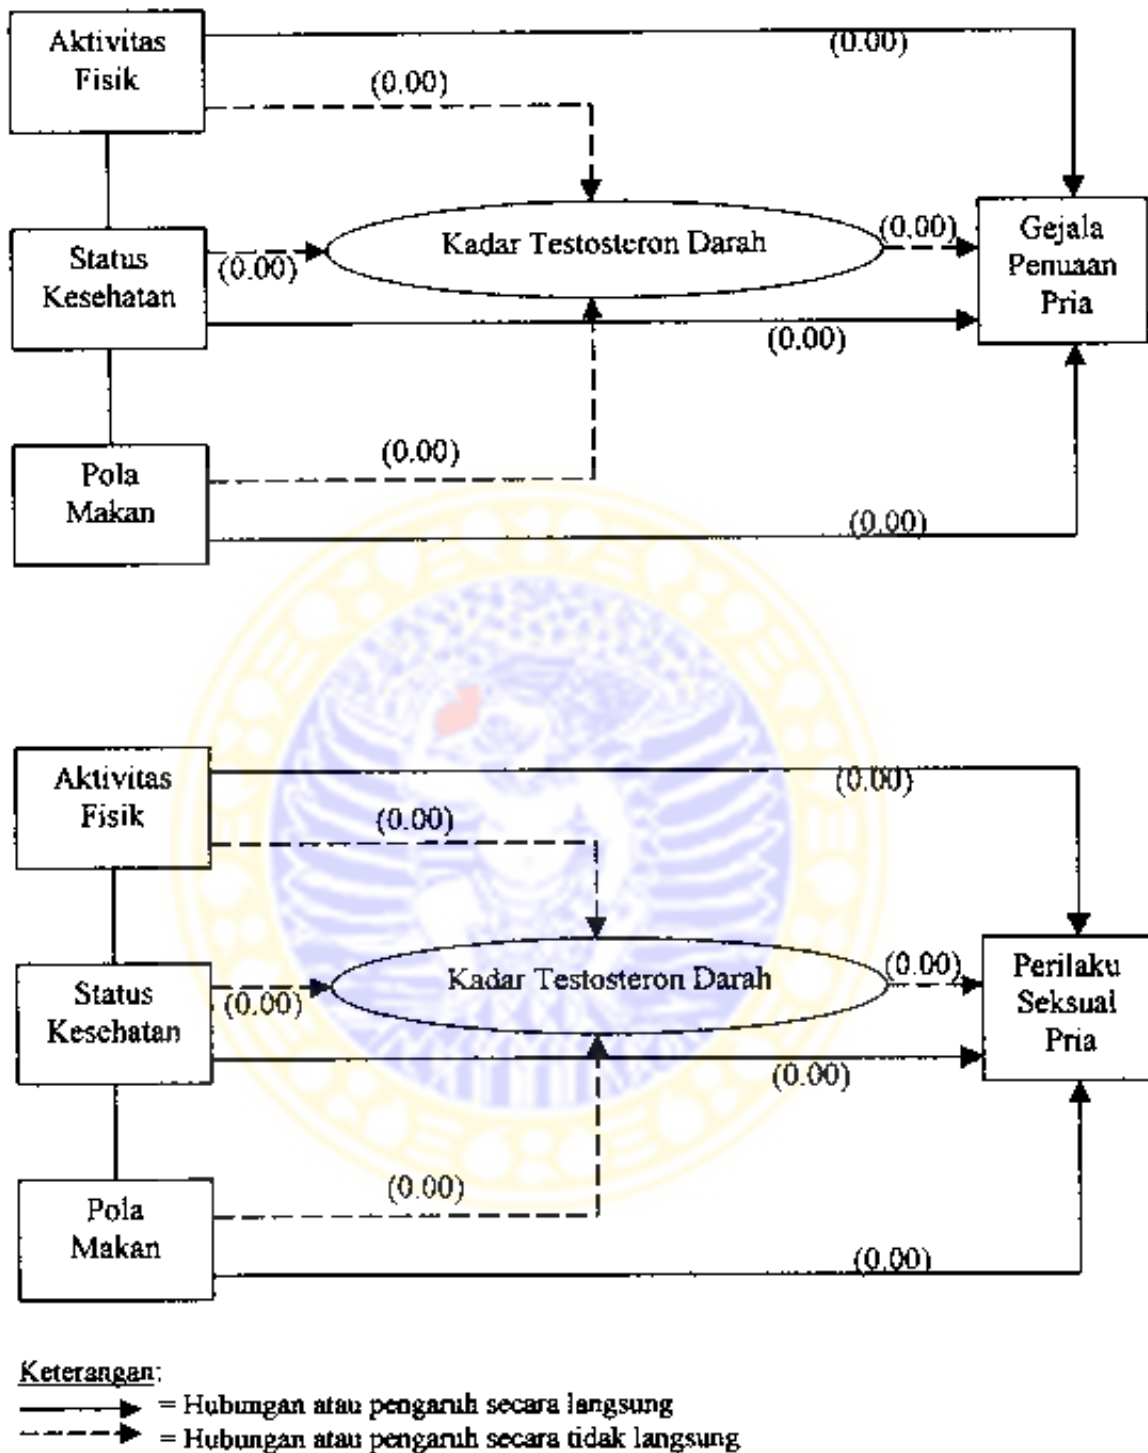 Aktivitas
Fisik
(0.00)
(0.00)
Status
Kesehatan
(0.00)
Kadar Testosteron Darah
(0.00)
Gejala
Penuaan
Pria
(0.00)
Pola
Makan
(0.00)
(0.00)
Aktivitas
Fisik
(0.00)
(0.00)
Status
Kesehatan
(0.00)
Kadar Testosteron Darah
(0.00)
Perilaku
Seksual
Pria
(0.00)
Pola
Makan
(0.00)
(0.00)
Keterangan:
= Hubungan atau pengaruh secara langsung
= Hubungan atau pengaruh secara tidak langsung